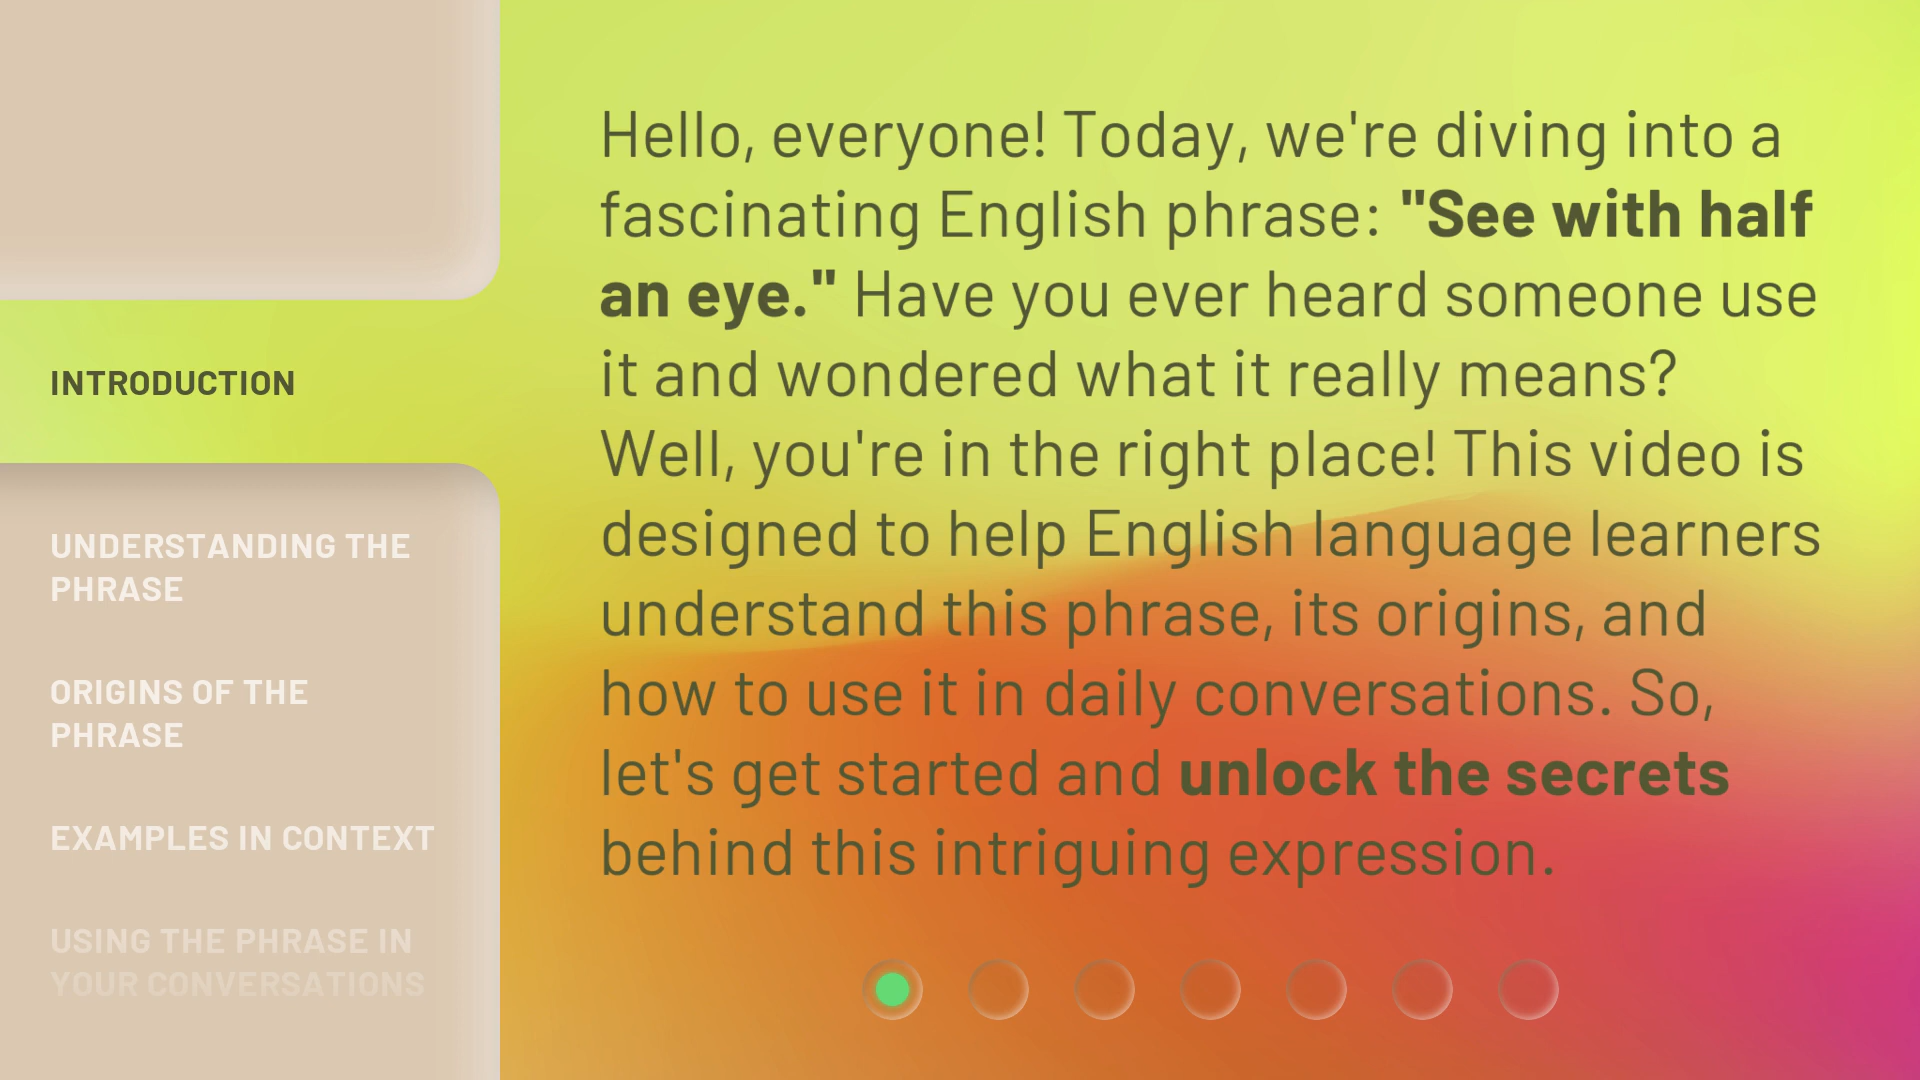 INTRODUCTION
UNDERSTANDING THE
PHRASE
ORIGINS OF THE
PHRASE
EXAMPLES IN CONTEXT
USING THE PHRASE IN
YOUR CONVERSATIONS
Hello, everyone! Today, we're diving into a
fascinating English phrase: "See with half
an eye." Have you ever heard someone use
it and wondered what it really means?
Well, you're in the right place! This video is
designed to help English language learners
understand this phrase, its origins, and
how to use it in daily conversations. So,
let's get started and unlock the secrets
behind this intriguing expression.